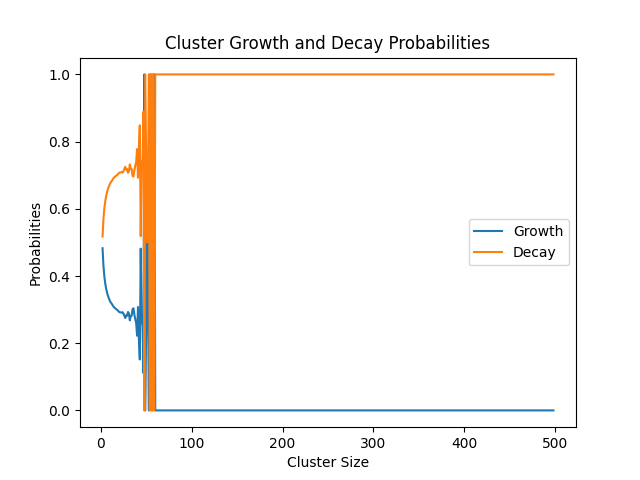 Cluster Growth and Decay Probabilities
1.0
0.8
0.6
0.4
0.2
0.0
Probabilities
Growth
Decay
0
100
200
300
400
500
Cluster Size